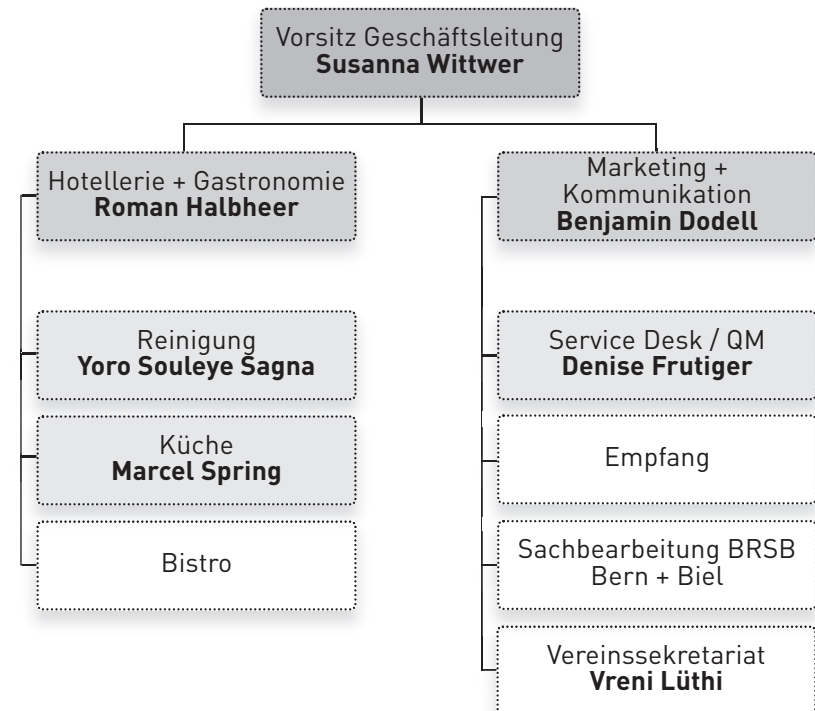 Vorsitz Geschäftsleitung
Susanna Wittwer
Hotellerie + Gastronomie
Roman Halbheer
Reinigung
Yoro Souleye Sagna
Küche
Marcel Spring
Bistro
Marketing +
Kommunikation
Benjamin Dodell
Service Desk / QM
Denise Frutiger
Empfang
Sachbearbeitung BRSB
Bern + Biel
Vereinssekretariat
Vreni Lüthi